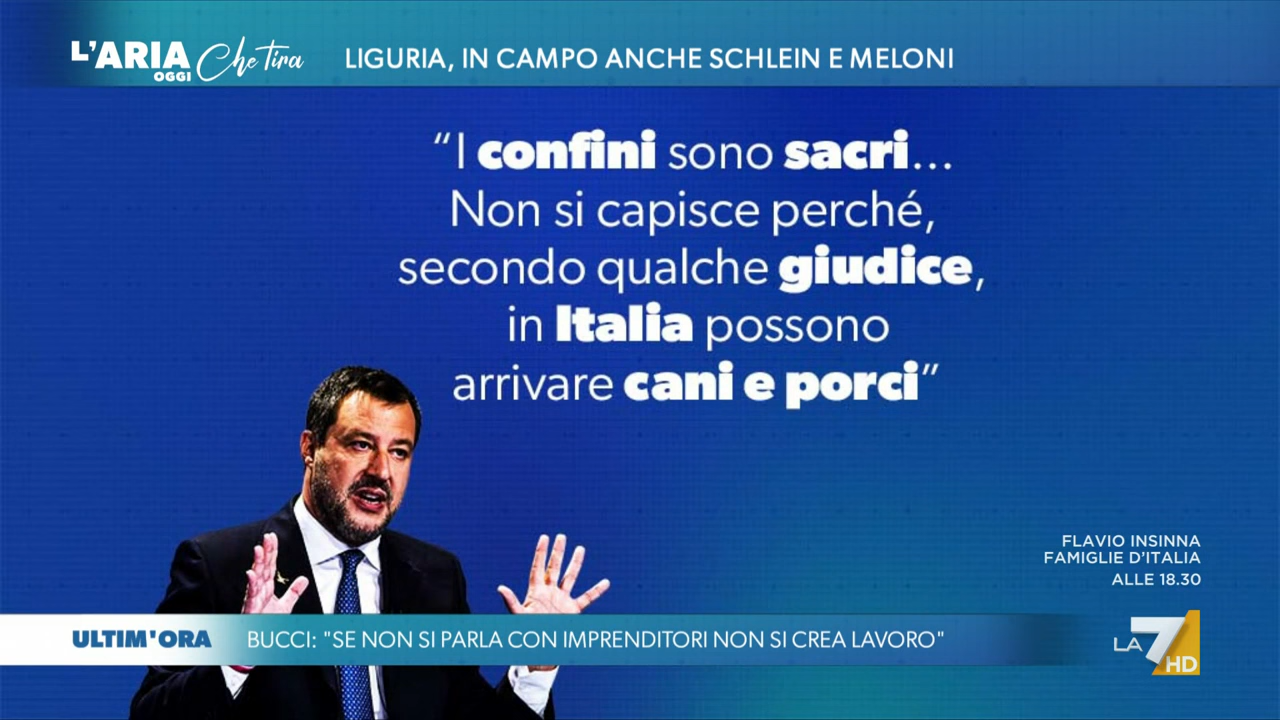 L'ARIA Che Tira
OGGI
LIGURIA, IN CAMPO ANCHE SCHLEIN E MELONI
“I confini sono sacri...
Non si capisce perché,
secondo qualche giudice,
in Italia possono
arrivare cani e porci”
FLAVIO INSINNA
FAMIGLIE D'ITALIA
ALLE 18.30
ULTIM'ORA BUCCI: "SE NON SI PARLA CON IMPRENDITORI NON SI CREA LAVORO"
LA 7 HD